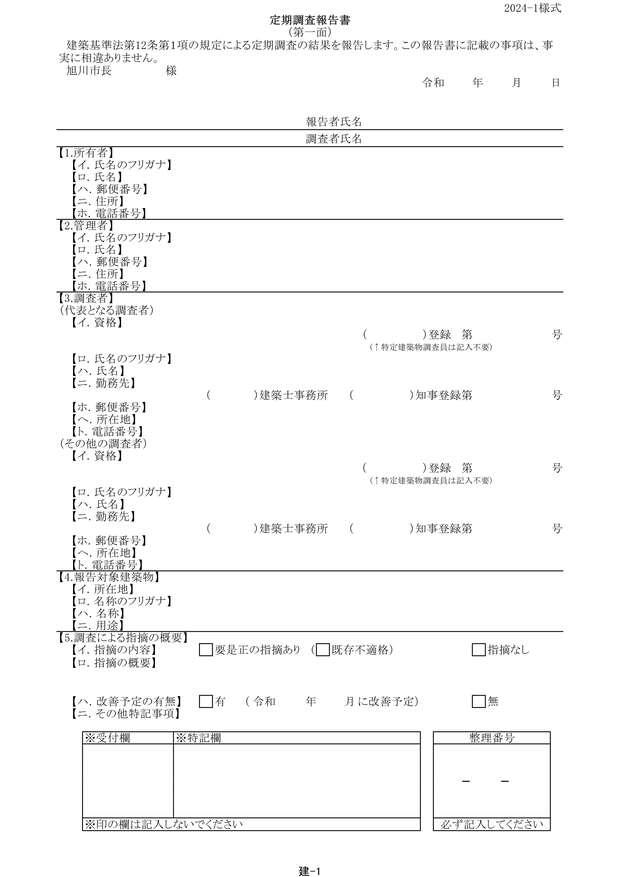 2024-1様式
定期調査報告書
(第一面)
建築基準法第12条第1項の規定による定期調査の結果を報告します。この報告書に記載の事項は、事
実に相違ありません。
旭川市長 様
令和 年 月 日
報告者氏名
調査者氏名
【1.所有者】
【イ. 氏名のフリガナ】
【ロ. 氏名】
【ハ. 郵便番号】
【ニ. 住所】
【ホ. 電話番号】
【2.管理者】
【イ. 氏名のフリガナ】
【ロ. 氏名】
【ハ. 郵便番号】
【ニ. 住所】
【ホ. 電話番号】
【3.調査者】
(代表となる調査者)
【イ. 資格】
( )登録 第 号
(↑特定建築物調査員は記入不要)
【ロ. 氏名のフリガナ】
【ハ. 氏名】
【ニ. 勤務先】
( )建築士事務所 ( )知事登録第 号
【ホ. 郵便番号】
【ヘ. 所在地】
【ト. 電話番号】
(その他の調査者)
【イ. 資格】
( )登録 第 号
(↑特定建築物調査員は記入不要)
【ロ. 氏名のフリガナ】
【ハ. 氏名】
【ニ. 勤務先】
( )建築士事務所 ( )知事登録第 号
【ホ. 郵便番号】
【ヘ. 所在地】
【ト. 電話番号】
【4.報告対象建築物】
【イ. 所在地】
【ロ. 名称のフリガナ】
【ハ. 名称】
【ニ. 用途】
【5.調査による指摘の概要】
【イ. 指摘の内容】 □要是正の指摘あり (□既存不適格) □指摘なし
【ロ. 指摘の概要】
【ハ. 改善予定の有無】 □有 (令和 年 月に改善予定) □無
【ニ. その他特記事項】
※受付欄 ※特記欄 整理番号
− −
※印の欄は記入しないでください 必ず記入してください
建-1